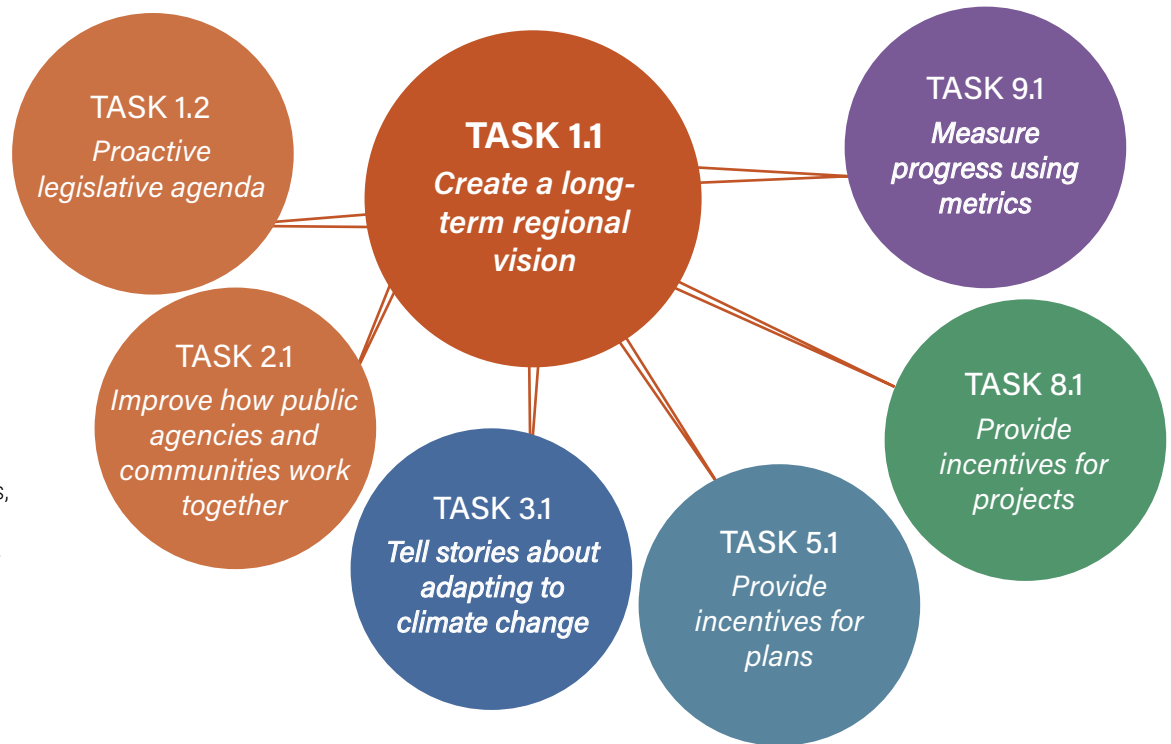 TASK 1.2
Proactive
legislative agenda
TASK 1.1
Create a long-
term regional
vision
TASK 9.1
Measure
progress using
metrics
TASK 2.1
Improve how public
agencies and
communities work
together
TASK 3.1
Tell stories about
adapting to
climate change
TASK 5.1
Provide
incentives for
plans
TASK 8.1
Provide
incentives for
projects